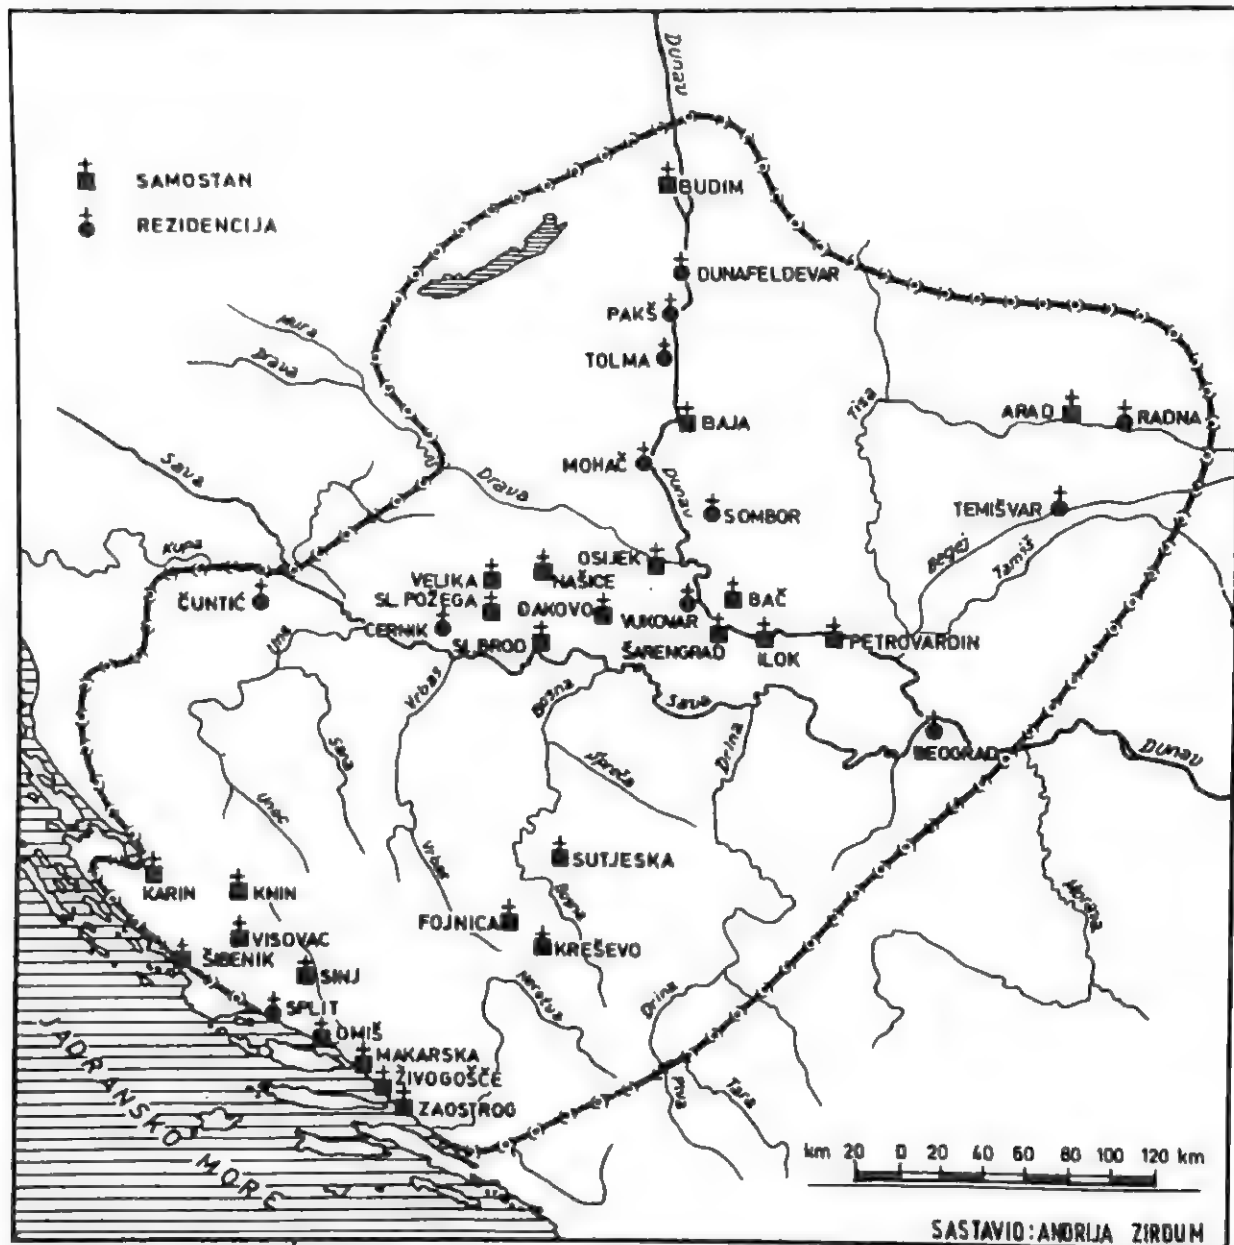 Dunav
SAMOSTAN
REZIDENCIJA
BUDIM
DUNAFELDEVAR
PAKŠ
Mura
TOLMA
Drava
Tisa
ARAD
RADNA
BAJA
Sava
MOHAČ
Drava
Dunav
SOMBOR
TEMIŠVAR
Kupa
OSIJEK
Begej
Tamiš
VELIKA
NAŠICE
ČUNTIĆ
SL. POŽEGA
ĐAKOVO
BAČ
VUKOVAR
CERNIK
Una
SL.BROD
ŠARENGRAD
ILOK
PETROVARDIN
Vrbas
Bosna
Sava
Drina
BEOGRAD
Dunav
Sana
Spreča
Unac
Vrbas
SUTJESKA
KARIN
KNIN
Bosna
Morava
FOJNICA
VISOVAC
KREŠEVO
ŠIBENIK
SINJ
Neretva
Drina
SPLIT
OMIŠ
MAKARSKA
ŽIVOGOŠĆE
Piva
Tara
ZAOSTROG
JADRANSKO MORE
km 20 0 20 40 60 80 100 120 km
SASTAVIO: ANDRIJA ZIRDUM